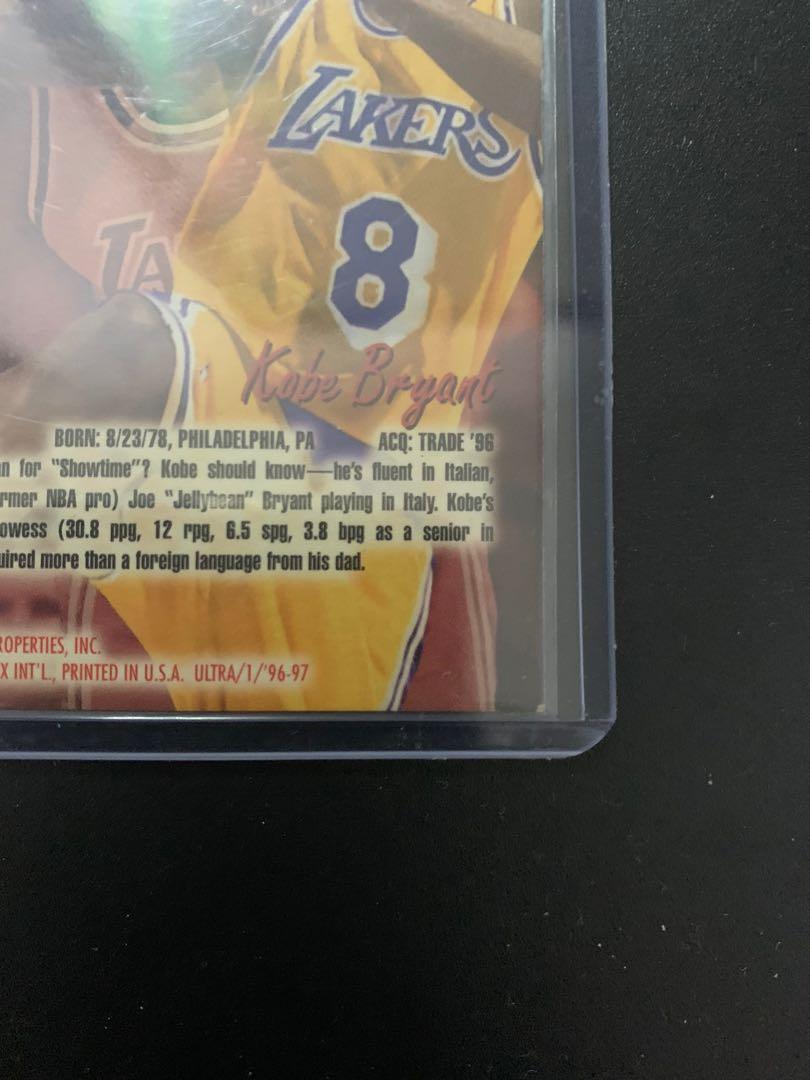 LAKERS
8
LA
Kobe Bryant
BORN: 8/23/78, PHILADELPHIA, PA ACQ: TRADE '96
n for "Showtime"? Kobe should know—he's fluent in Italian,
rmer NBA pro) Joe "Jellybean" Bryant playing in Italy. Kobe's
owess (30.8 ppg, 12 rpg, 6.5 spg, 3.8 bpg as a senior in
uired more than a foreign language from his dad.
ROPERTIES, INC.
X INT'L., PRINTED IN U.S.A. ULTRA/1/'96-97